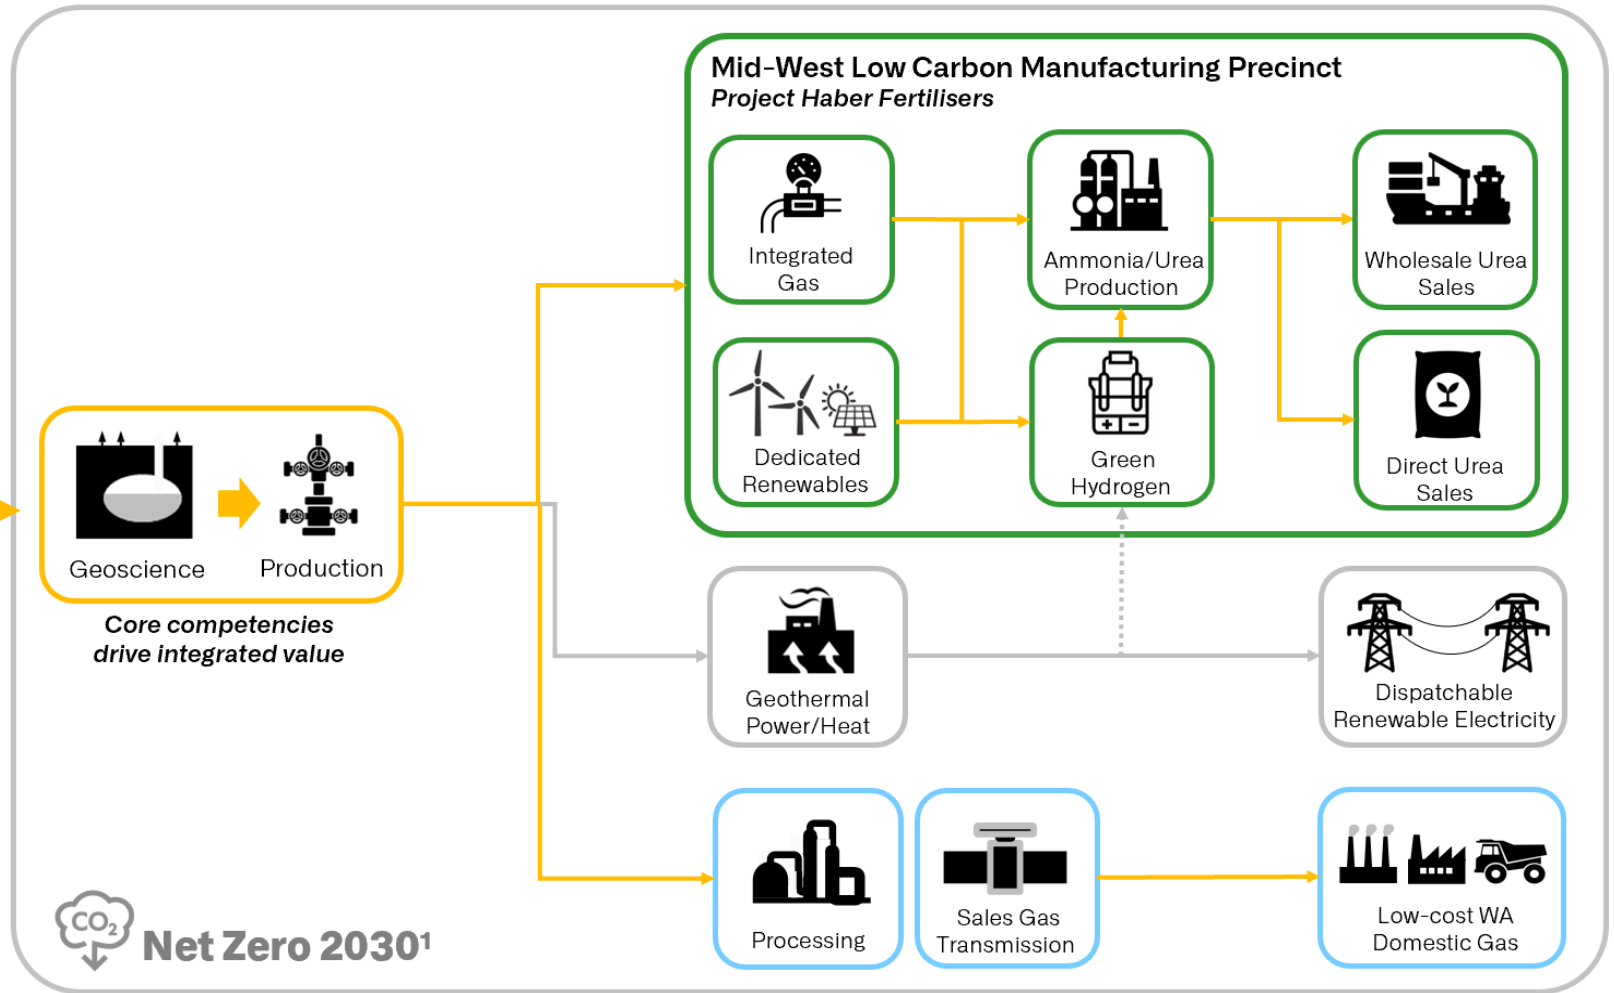 Mid-West Low Carbon Manufacturing Precinct
Project Haber Fertilisers
Integrated
Gas
Ammonia/Urea
Production
Wholesale Urea
Sales
Dedicated
Renewables
Green
Hydrogen
Direct Urea
Sales
Geoscience
Production
Core competencies
drive integrated value
Geothermal
Power/Heat
Dispatchable
Renewable Electricity
Processing
Sales Gas
Transmission
Low-cost WA
Domestic Gas
CO₂
Net Zero 2030¹